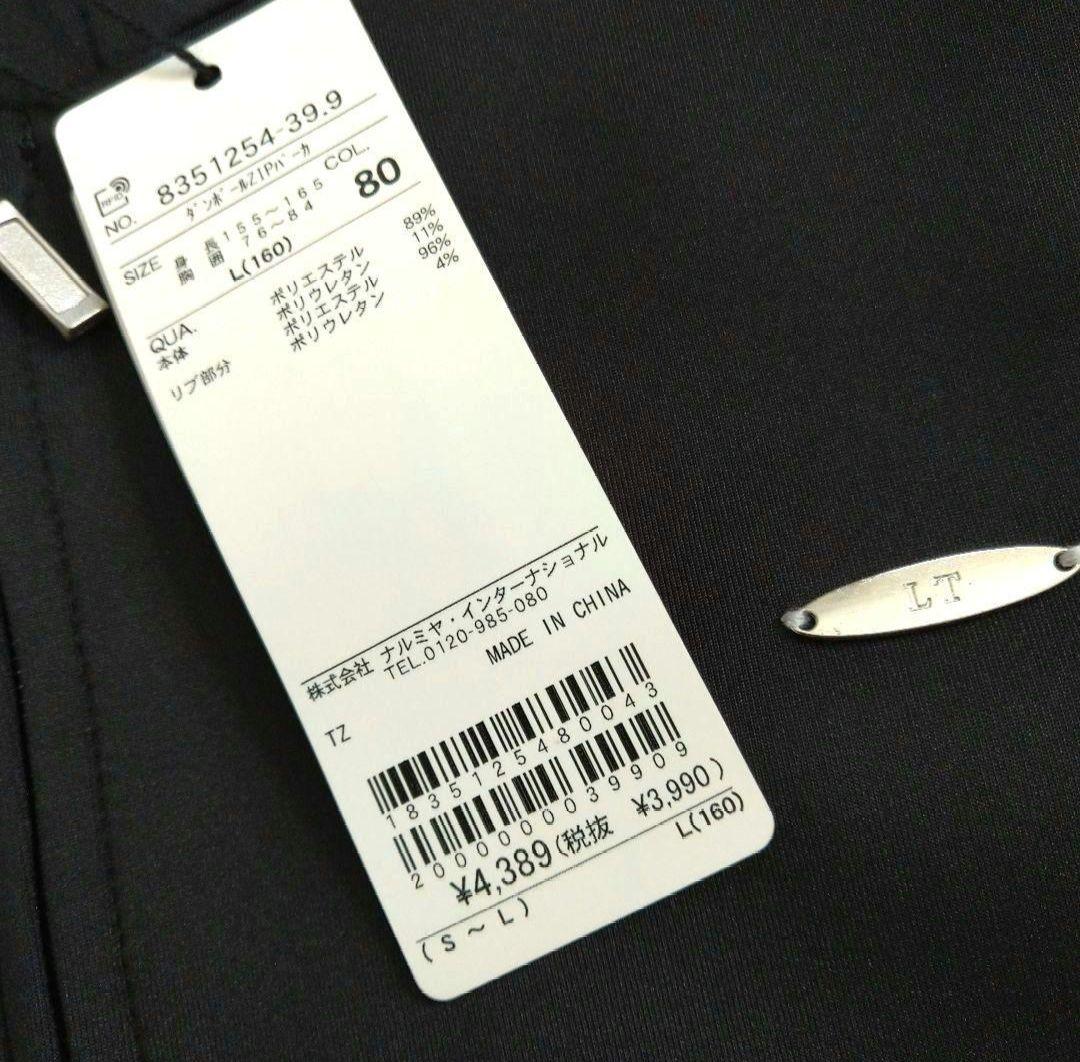 RFID
NO. 8351254-39.9
ﾀﾞﾝﾎﾞｰﾙZIPﾊﾟｰｶ
COL. 80
SIZE 身長155~165
胸囲 76~84
L(160)
QUA.
本体 ポリエステル 89%
ポリウレタン 11%
リブ部分 ポリエステル 96%
ポリウレタン 4%
株式会社 ナルミヤ・インターナショナル
TEL.0120-985-080
MADE IN CHINA
TZ
1835125480043
2000000039909
¥4,389(税抜 ¥3,990)
L(160)
(S~L)
LT